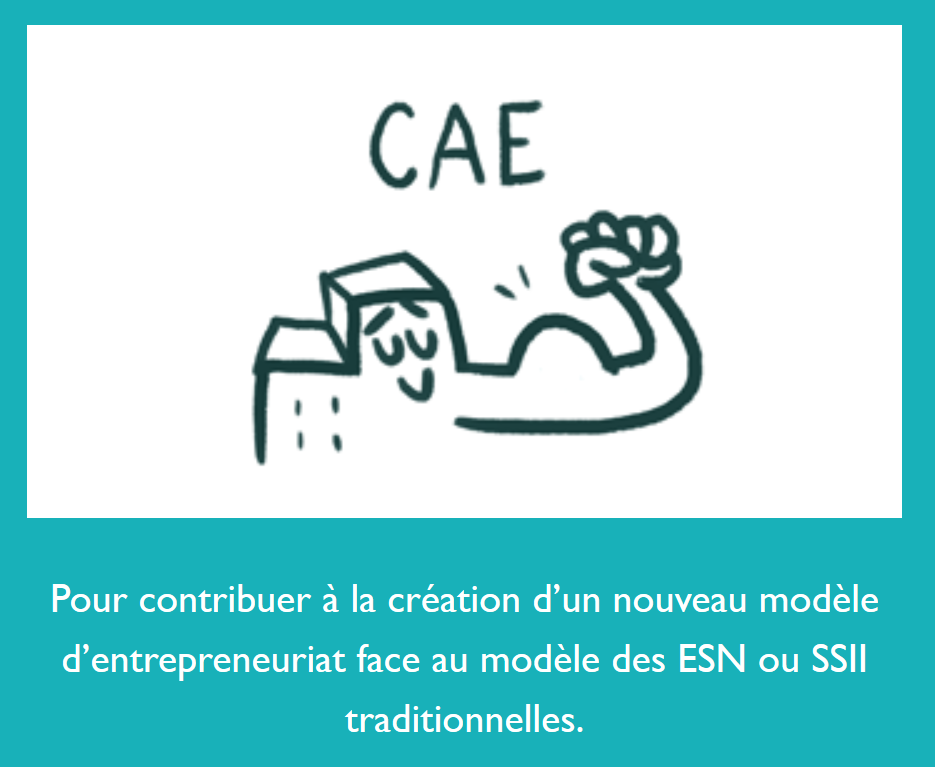 CAE
Pour contribuer à la création d’un nouveau modèle
d’entrepreneuriat face au modèle des ESN ou SSII
traditionnelles.